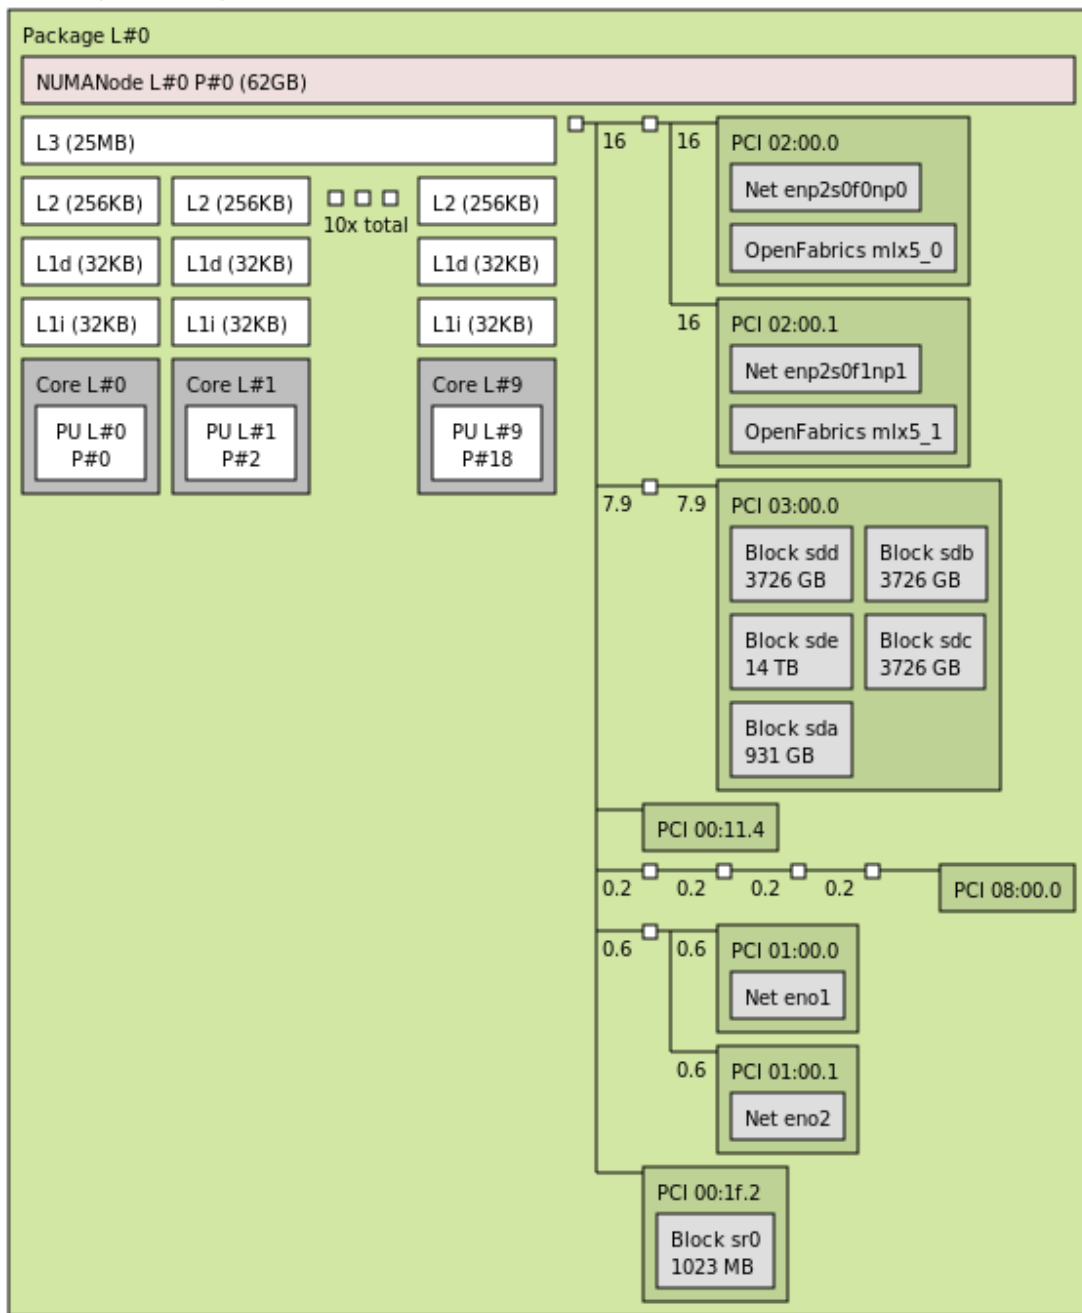 Package L#0
NUMANode L#0 P#0 (62GB)
L3 (25MB)
L2 (256KB)
L2 (256KB)
10x total
L2 (256KB)
L1d (32KB)
L1d (32KB)
L1d (32KB)
L1i (32KB)
L1i (32KB)
L1i (32KB)
Core L#0
PU L#0
P#0
Core L#1
PU L#1
P#2
Core L#9
PU L#9
P#18
16
16
PCI 02:00.0
Net enp2s0f0np0
OpenFabrics mlx5_0
16
PCI 02:00.1
Net enp2s0f1np1
OpenFabrics mlx5_1
7.9
7.9
PCI 03:00.0
Block sdd
3726 GB
Block sdb
3726 GB
Block sde
14 TB
Block sdc
3726 GB
Block sda
931 GB
PCI 00:11.4
0.2
0.2
0.2
0.2
PCI 08:00.0
0.6
0.6
PCI 01:00.0
Net eno1
0.6
PCI 01:00.1
Net eno2
PCI 00:1f.2
Block sr0
1023 MB